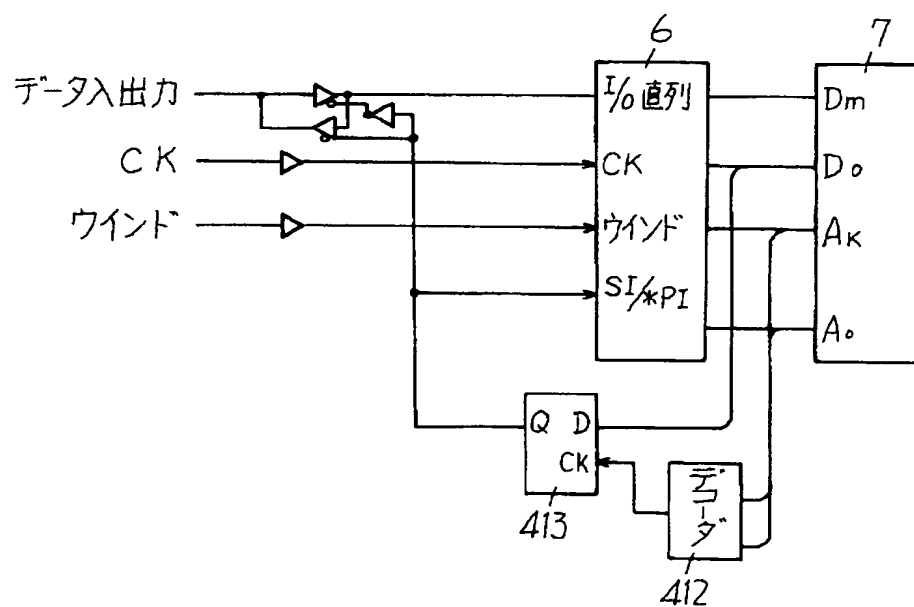 6
7
データ入出力
I/O 直列
Dm
CK
CK
Do
ウインド
ウインド
AK
SI/*PI
Ao
Q D
CK
デコーダ
413
412